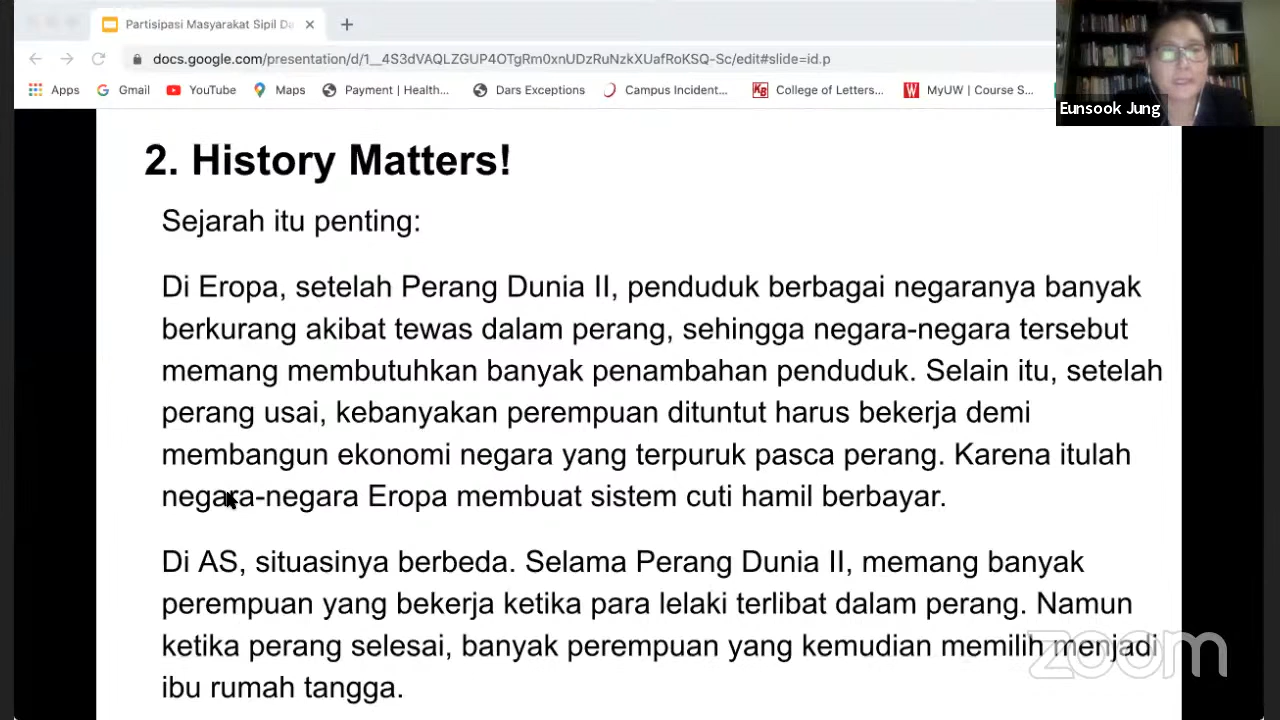 Partisipasi Masyarakat Sipil Da
docs.google.com/presentation/d/1__4S3dVAQLZGUP4OTgRm0xnUDzRuNzkXUafRoKSQ-Sc/edit#slide=id.p
Apps Gmail YouTube Maps Payment | Health... Dars Exceptions Campus Incident... College of Letters... MyUW | Course S...
Eunsook Jung
2. History Matters!
Sejarah itu penting:
Di Eropa, setelah Perang Dunia II, penduduk berbagai negaranya banyak
berkurang akibat tewas dalam perang, sehingga negara-negara tersebut
memang membutuhkan banyak penambahan penduduk. Selain itu, setelah
perang usai, kebanyakan perempuan dituntut harus bekerja demi
membangun ekonomi negara yang terpuruk pasca perang. Karena itulah
negara-negara Eropa membuat sistem cuti hamil berbayar.
Di AS, situasinya berbeda. Selama Perang Dunia II, memang banyak
perempuan yang bekerja ketika para lelaki terlibat dalam perang. Namun
ketika perang selesai, banyak perempuan yang kemudian memilih menjadi
ibu rumah tangga.
zoom